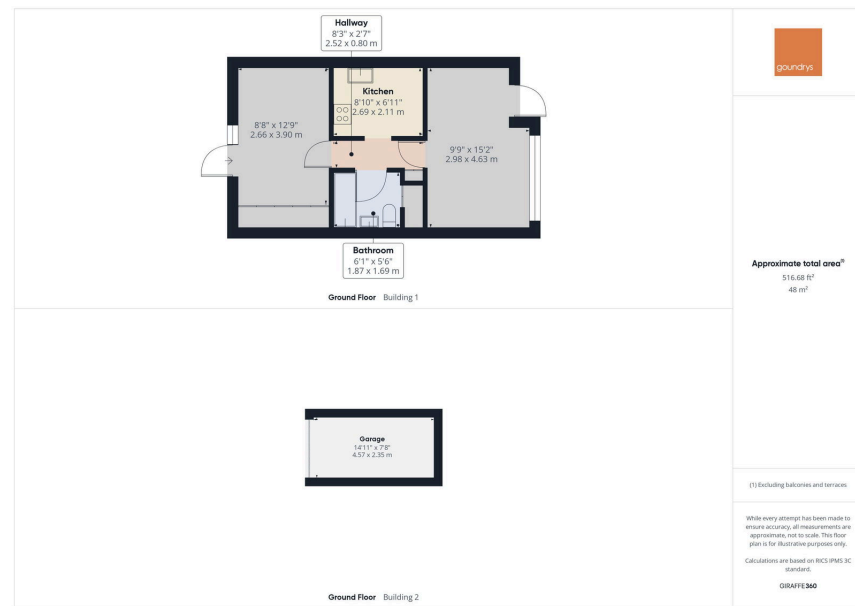 Hallway
8'3" x 2'7"
2.52 x 0.80 m
Kitchen
8'10" x 6'11"
2.69 x 2.11 m
8'8" x 12'9"
2.66 x 3.90 m
9'9" x 15'2"
2.98 x 4.63 m
Bathroom
6'1" x 5'6"
1.87 x 1.69 m
Ground Floor Building 1
Garage
14'11" x 7'8"
4.57 x 2.35 m
Ground Floor Building 2
goundrys
Approximate total area(1)
516.68 ft²
48 m²
(1) Excluding balconies and terraces
While every attempt has been made to
ensure accuracy, all measurements are
approximate, not to scale. This floor
plan is for illustrative purposes only.
Calculations are based on RICS IPMS 3C
standard.
GIRAFFE360